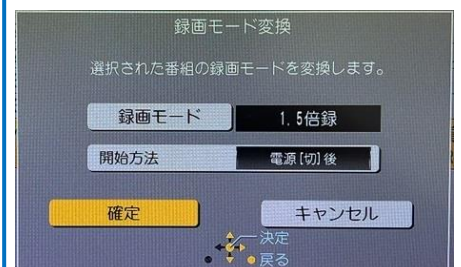 録画モード変換
選択された番組の録画モードを変換します。
録画モード 1.5倍録
開始方法 電源[切]後
確定 キャンセル
決定
戻る